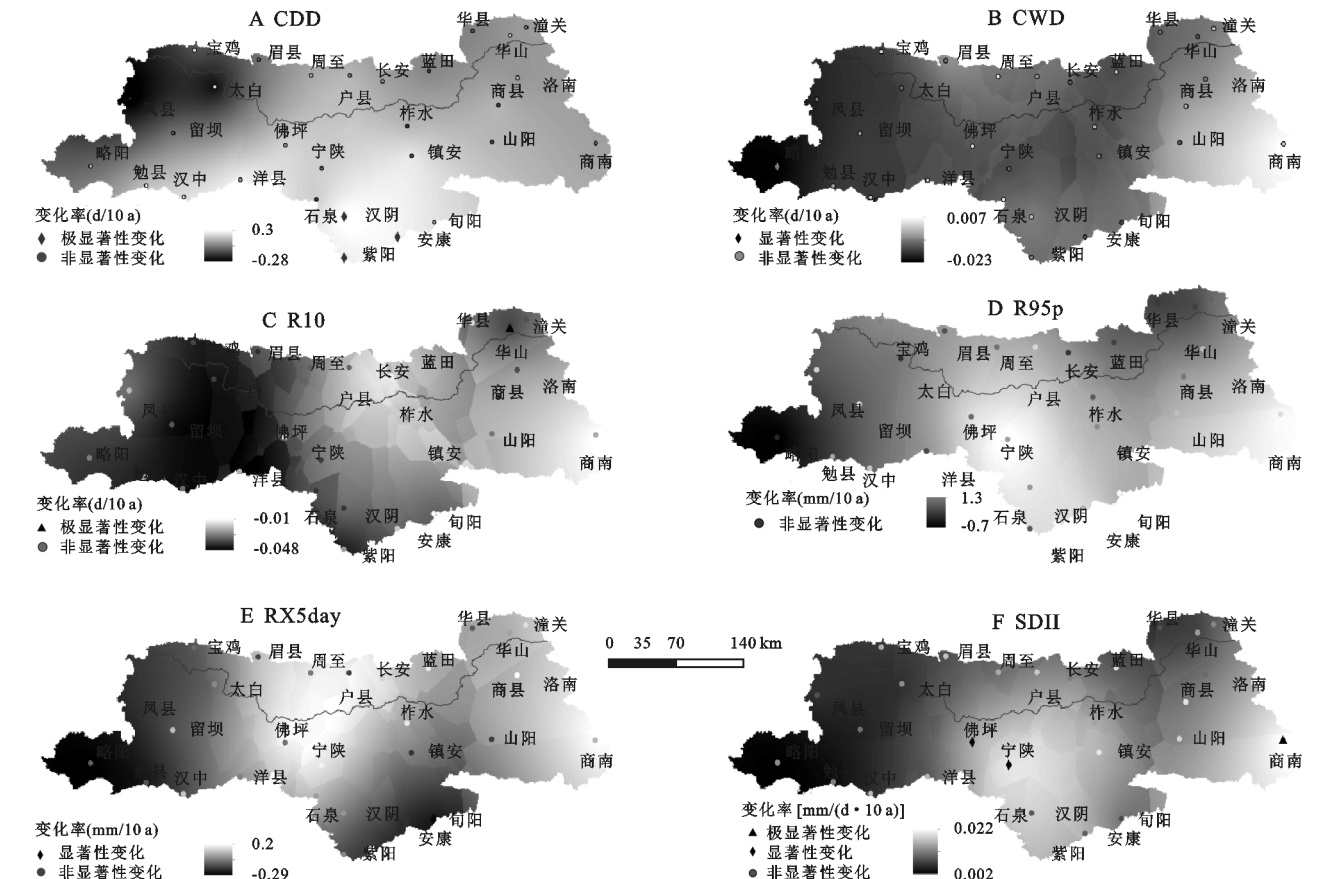 A CDD
华县
潼关
宝鸡
眉县
周至
长安
蓝田
华山
凤县
太白
户县
商县
洛南
留坝
佛坪
柞水
略阳
宁陕
镇安
山阳
商南
勉县
汉中
洋县
变化率(d/10 a)
石泉
汉阴
旬阳
极显著性变化
0.3
安康
非显著性变化
-0.28
紫阳
B CWD
华县
潼关
宝鸡
眉县
周至
长安
蓝田
华山
凤县
太白
户县
商县
洛南
留坝
佛坪
柞水
略阳
宁陕
镇安
山阳
商南
勉县
汉中
洋县
变化率(d/10 a)
0.007
石泉
汉阴
旬阳
显著性变化
安康
非显著性变化
-0.023
紫阳
C R10
华县
潼关
眉县
周至
长安
蓝田
华山
户县
商县
洛南
留坝
佛坪
柞水
略阳
宁陕
镇安
山阳
商南
汉中
洋县
变化率(d/10 a)
-0.01
石泉
汉阴
旬阳
极显著性变化
安康
非显著性变化
-0.048
紫阳
D R95p
华县
潼关
宝鸡
眉县
周至
长安
蓝田
华山
凤县
太白
户县
商县
洛南
留坝
佛坪
柞水
宁陕
镇安
山阳
商南
勉县
汉中
洋县
变化率(mm/10 a)
1.3
石泉
汉阴
旬阳
非显著性变化
-0.7
安康
紫阳
E RX5day
华县
潼关
宝鸡
眉县
周至
长安
蓝田
华山
凤县
太白
户县
商县
洛南
留坝
佛坪
柞水
略阳
宁陕
镇安
山阳
商南
汉中
洋县
变化率(mm/10 a)
0.2
石泉
汉阴
旬阳
显著性变化
安康
非显著性变化
-0.29
紫阳
0 35 70 140 km
F SDII
华县
潼关
宝鸡
眉县
周至
长安
蓝田
华山
凤县
太白
户县
商县
洛南
留坝
佛坪
柞水
略阳
宁陕
镇安
山阳
商南
勉县
汉中
洋县
变化率[mm/(d·10 a)]
0.022
石泉
汉阴
旬阳
极显著性变化
显著性变化
安康
非显著性变化
0.002
紫阳